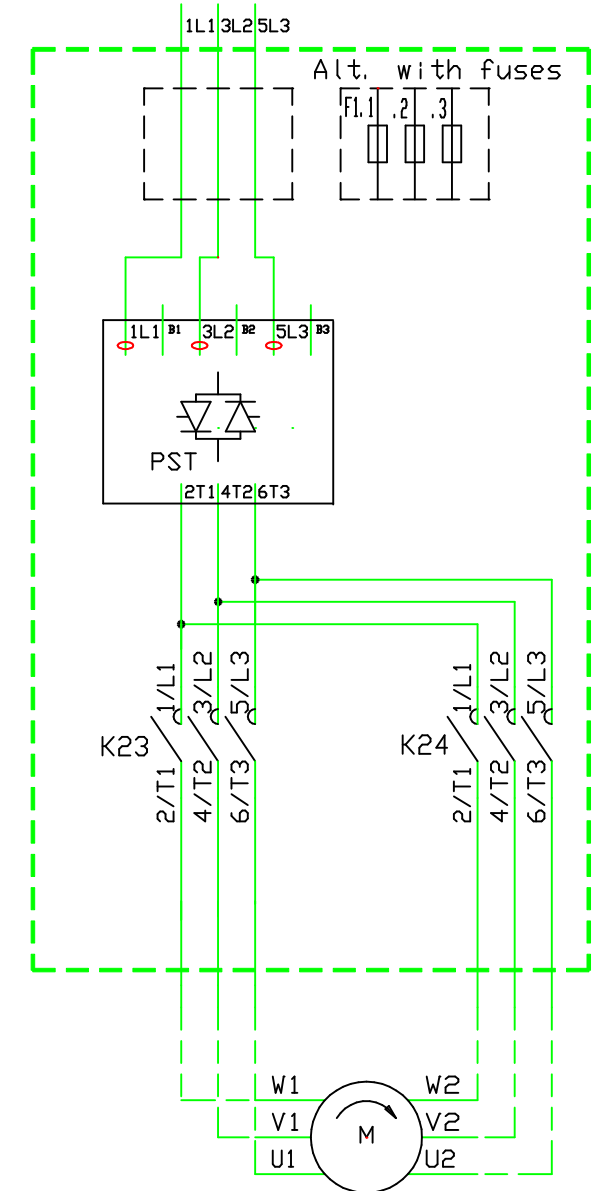 1L1 3L2 5L3
Alt. with fuses
F1.1 .2 .3
1L1 B1 3L2 B2 5L3 B3
PST
2T1 4T2 6T3
1/L1 3/L2 5/L3 1/L1 3/L2 5/L3
K23 K24
2/T1 4/T2 6/T3 2/T1 4/T2 6/T3
W1 W2
V1 M V2
U1 U2